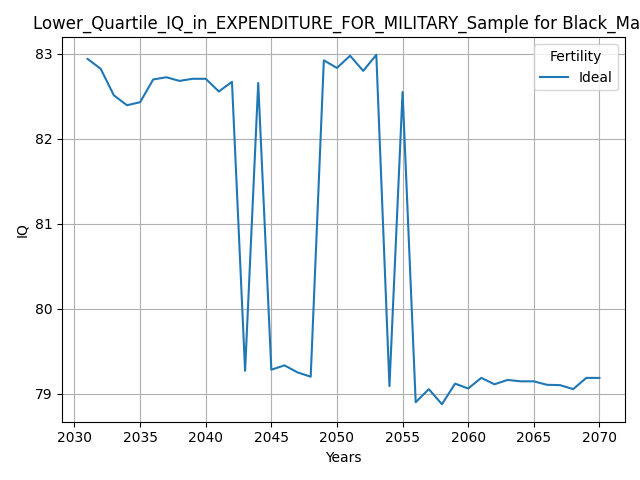 Lower_Quartile_IQ_in_EXPENDITURE_FOR_MILITARY_Sample for Black_Ma
Fertility
Ideal
83
82
81
80
79
IQ
2030 2035 2040 2045 2050 2055 2060 2065 2070
Years